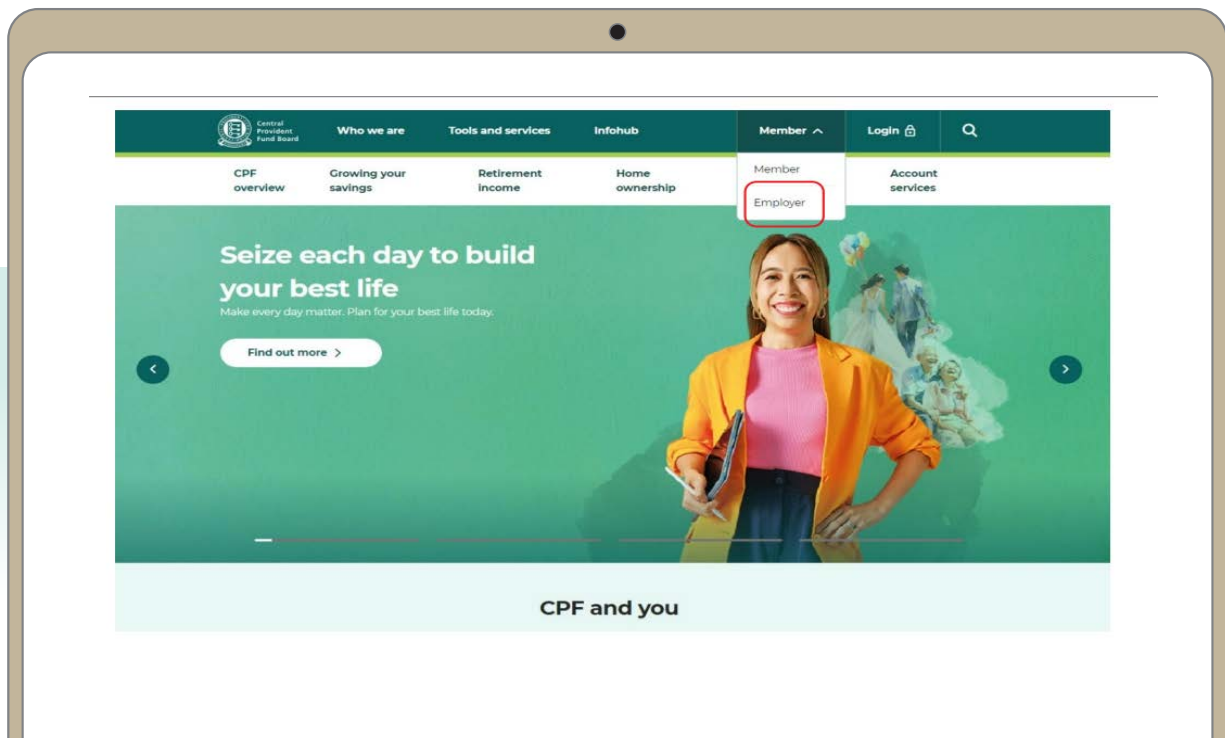 Central
Provident
Fund Board
Who we are
Tools and services
Infohub
Member
Login
CPF
overview
Growing your
savings
Retirement
income
Home
ownership
Member
Employer
Account
services
Seize each day to build
your best life
Make every day matter. Plan for your best life today.
Find out more >
CPF and you